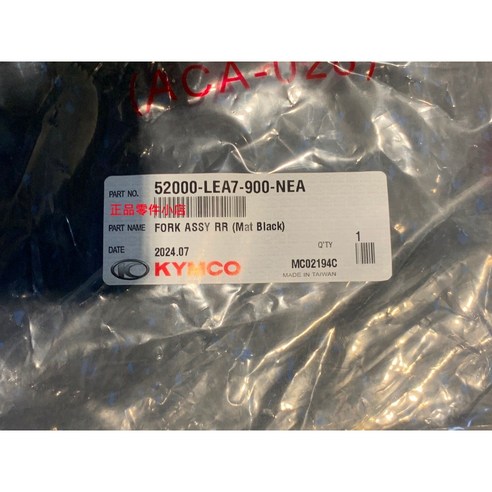 PART NO. 52000-LEA7-900-NEA
正品零件小店
PART NAME FORK ASSY RR (Mat Black)
DATE 2024.07 Q'TY 1
KYMCO MC02194C
MADE IN TAIWAN